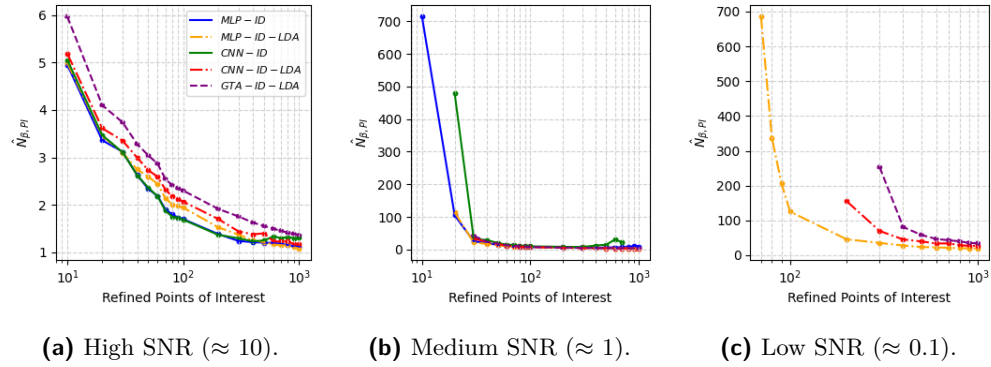 6
5
4
3
2
1
N̂β,PI
10¹
10²
10³
Refined Points of Interest
MLP − ID
MLP − ID − LDA
CNN − ID
CNN − ID − LDA
GTA − ID − LDA
(a) High SNR (≈ 10).
700
600
500
400
300
200
100
0
N̂β,PI
10¹
10²
10³
Refined Points of Interest
(b) Medium SNR (≈ 1).
700
600
500
400
300
200
100
0
N̂β,PI
10²
10³
Refined Points of Interest
(c) Low SNR (≈ 0.1).